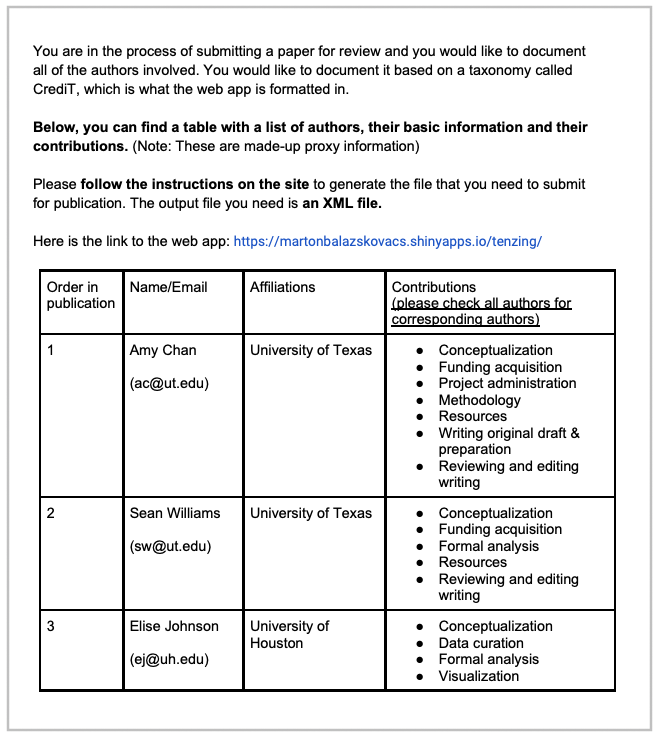 You are in the process of submitting a paper for review and you would like to document
all of the authors involved. You would like to document it based on a taxonomy called
CrediT, which is what the web app is formatted in.
Below, you can find a table with a list of authors, their basic information and their
contributions. (Note: These are made-up proxy information)
Please follow the instructions on the site to generate the file that you need to submit
for publication. The output file you need is an XML file.
Here is the link to the web app: https://martonbalazskovacs.shinyapps.io/tenzing/
Order in
publication
Name/Email
Affiliations
Contributions
(please check all authors for
corresponding authors)
1
Amy Chan
(ac@ut.edu)
University of Texas
● Conceptualization
● Funding acquisition
● Project administration
● Methodology
● Resources
● Writing original draft &
preparation
● Reviewing and editing
writing
2
Sean Williams
(sw@ut.edu)
University of Texas
● Conceptualization
● Funding acquisition
● Formal analysis
● Resources
● Reviewing and editing
writing
3
Elise Johnson
(ej@uh.edu)
University of
Houston
● Conceptualization
● Data curation
● Formal analysis
● Visualization